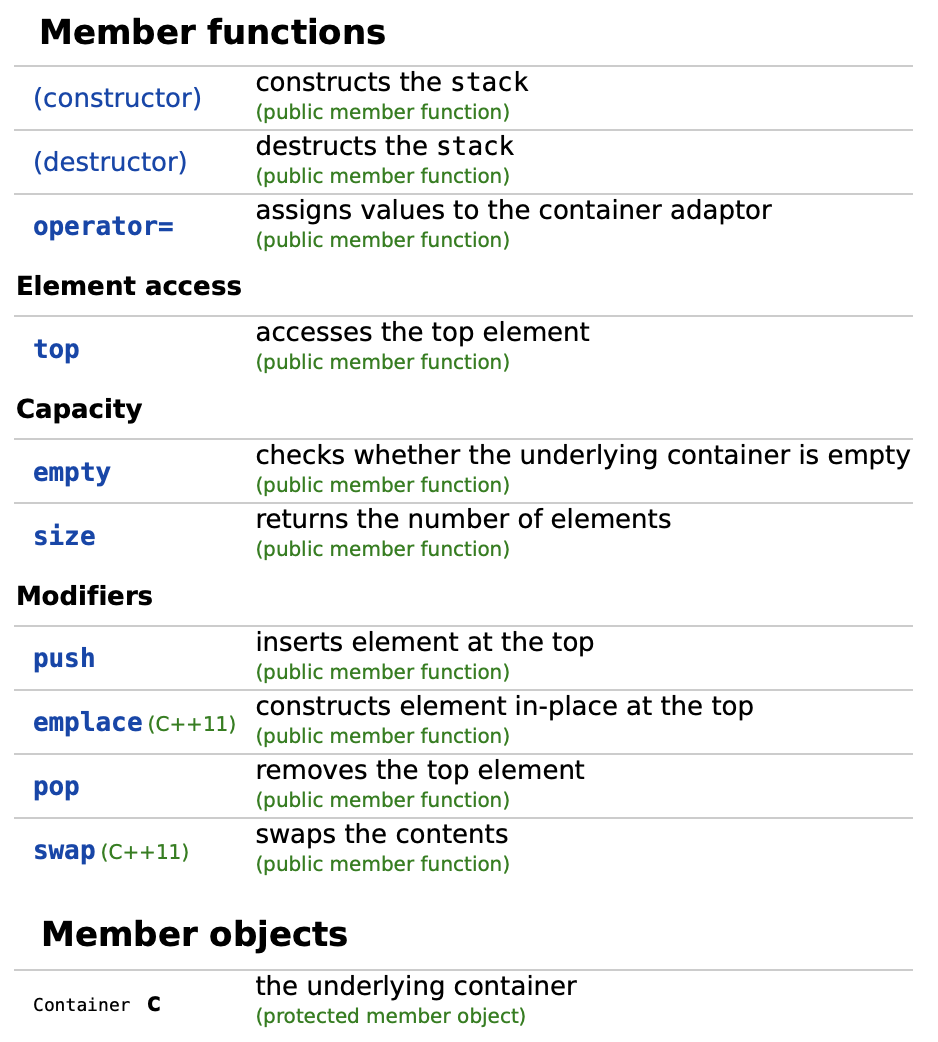 Member functions
(constructor)
constructs the stack
(public member function)
(destructor)
destructs the stack
(public member function)
operator=
assigns values to the container adaptor
(public member function)
Element access
top
accesses the top element
(public member function)
Capacity
empty
checks whether the underlying container is empty
(public member function)
size
returns the number of elements
(public member function)
Modifiers
push
inserts element at the top
(public member function)
emplace (C++11)
constructs element in-place at the top
(public member function)
pop
removes the top element
(public member function)
swap (C++11)
swaps the contents
(public member function)
Member objects
Container c
the underlying container
(protected member object)